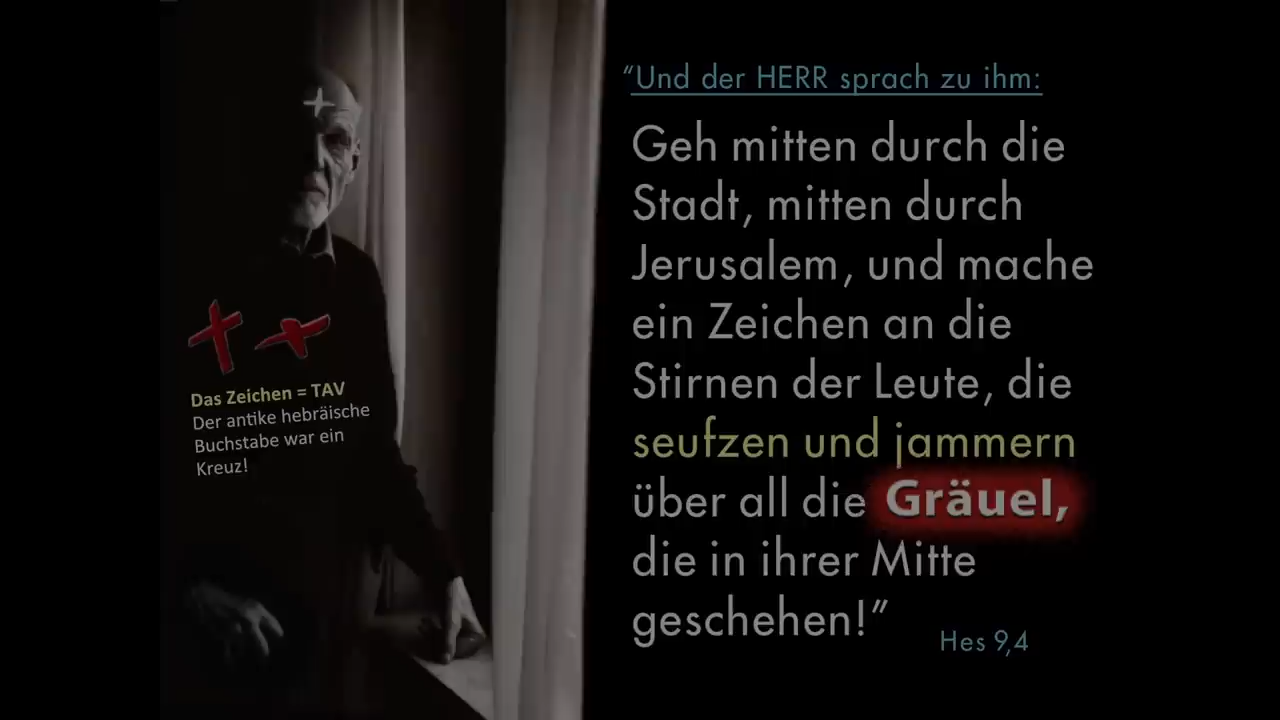 “Und der HERR sprach zu ihm:
Geh mitten durch die
Stadt, mitten durch
Jerusalem, und mache
ein Zeichen an die
Stirnen der Leute, die
seufzen und jammern
über all die Gräuel,
die in ihrer Mitte
geschehen!”
Hes 9,4
Das Zeichen = TAV
Der antike hebräische
Buchstabe war ein
Kreuz!